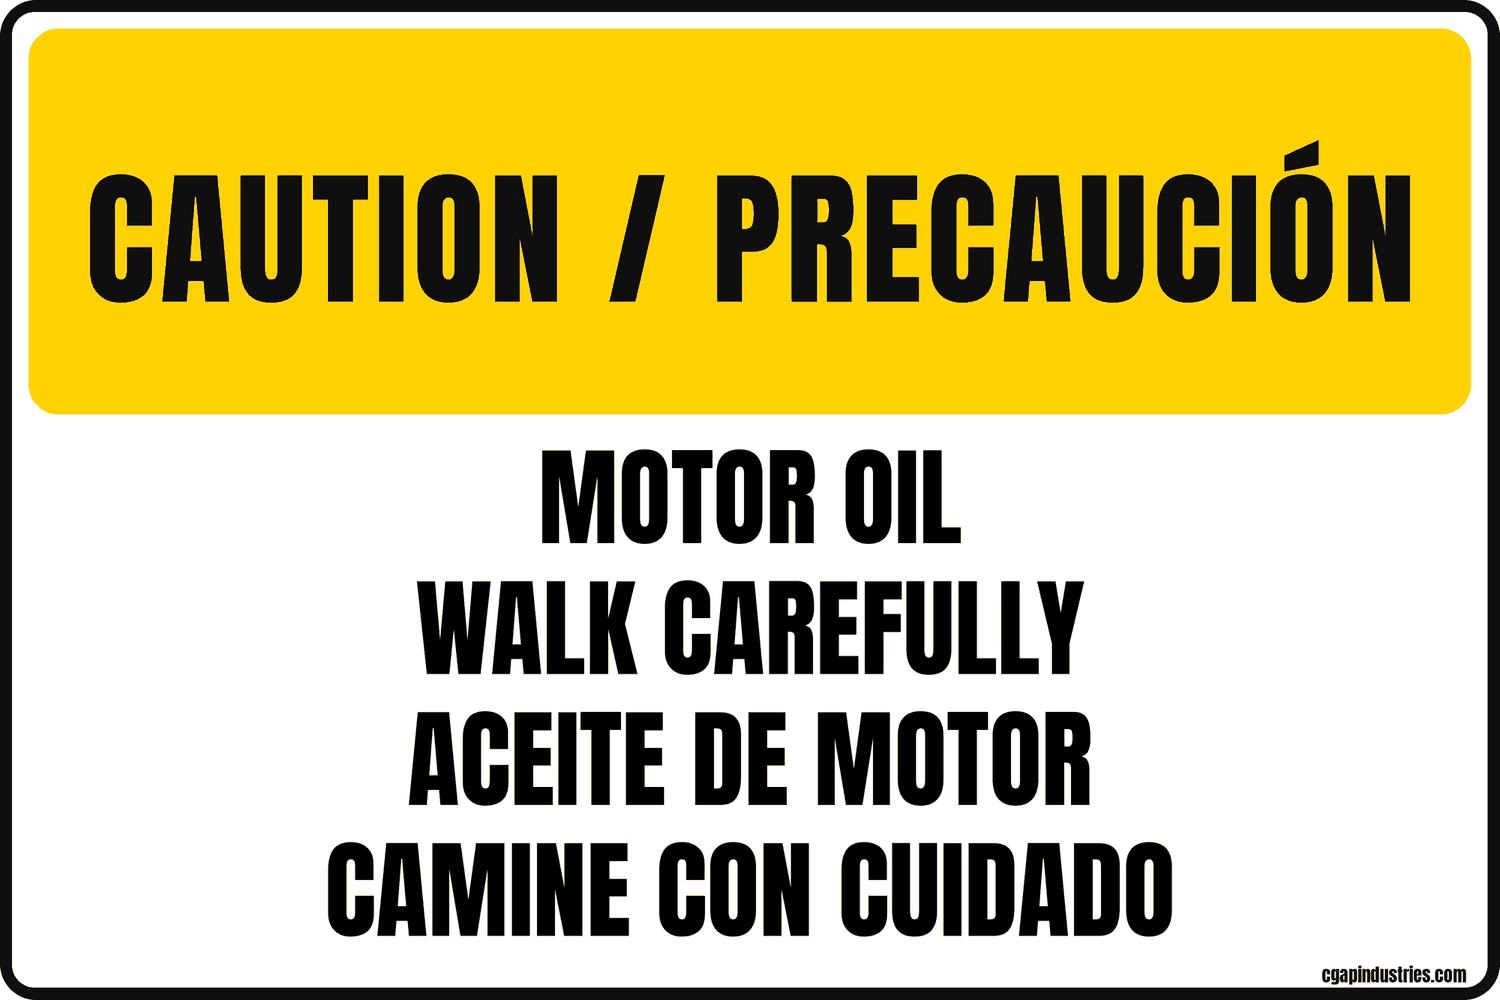 CAUTION / PRECAUCIÓN
MOTOR OIL
WALK CAREFULLY
ACEITE DE MOTOR
CAMINE CON CUIDADO
cgapindustries.com